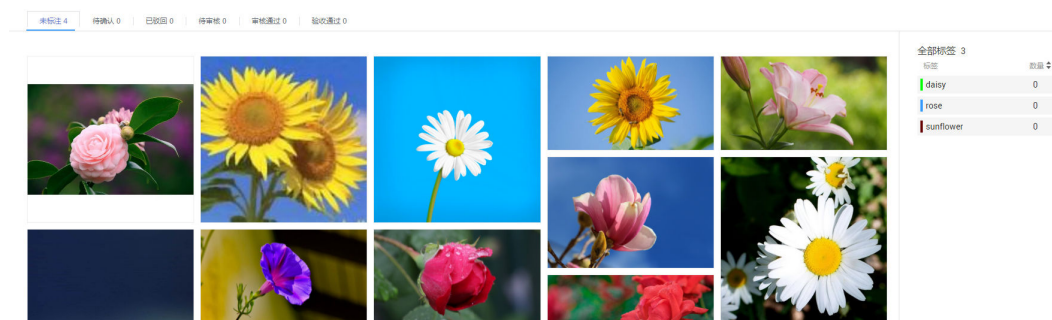 未标注 4 待确认 0 已驳回 0 待审核 0 审核通过 0 验收通过 0
全部标签 3
标签 数量
daisy 0
rose 0
sunflower 0